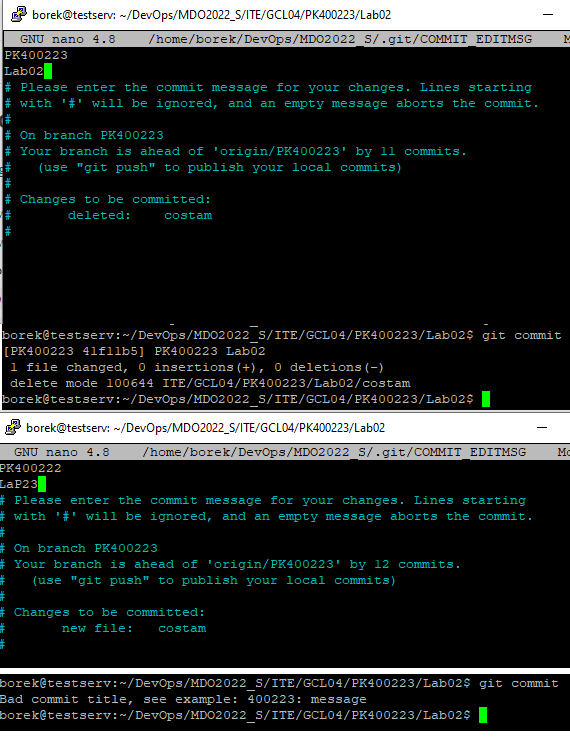 borek@testserv: ~/DevOps/MDO2022_S/ITE/GCL04/PK400223/Lab02
GNU nano 4.8 /home/borek/DevOps/MDO2022_S/.git/COMMIT_EDITMSG M
PK400223
Lab02
# Please enter the commit message for your changes. Lines starting
# with '#' will be ignored, and an empty message aborts the commit.
#
# On branch PK400223
# Your branch is ahead of 'origin/PK400223' by 11 commits.
#   (use "git push" to publish your local commits)
#
# Changes to be committed:
#       deleted:    costam
#
borek@testserv:~/DevOps/MDO2022_S/ITE/GCL04/PK400223/Lab02$ git commit
[PK400223 41f11b5] PK400223 Lab02
 1 file changed, 0 insertions(+), 0 deletions(-)
 delete mode 100644 ITE/GCL04/PK400223/Lab02/costam
borek@testserv:~/DevOps/MDO2022_S/ITE/GCL04/PK400223/Lab02$
borek@testserv: ~/DevOps/MDO2022_S/ITE/GCL04/PK400223/Lab02
GNU nano 4.8 /home/borek/DevOps/MDO2022_S/.git/COMMIT_EDITMSG Mo
PK400222
LaP23
# Please enter the commit message for your changes. Lines starting
# with '#' will be ignored, and an empty message aborts the commit.
#
# On branch PK400223
# Your branch is ahead of 'origin/PK400223' by 12 commits.
#   (use "git push" to publish your local commits)
#
# Changes to be committed:
#       new file:   costam
#
borek@testserv:~/DevOps/MDO2022_S/ITE/GCL04/PK400223/Lab02$ git commit
Bad commit title, see example: 400223: message
borek@testserv:~/DevOps/MDO2022_S/ITE/GCL04/PK400223/Lab02$